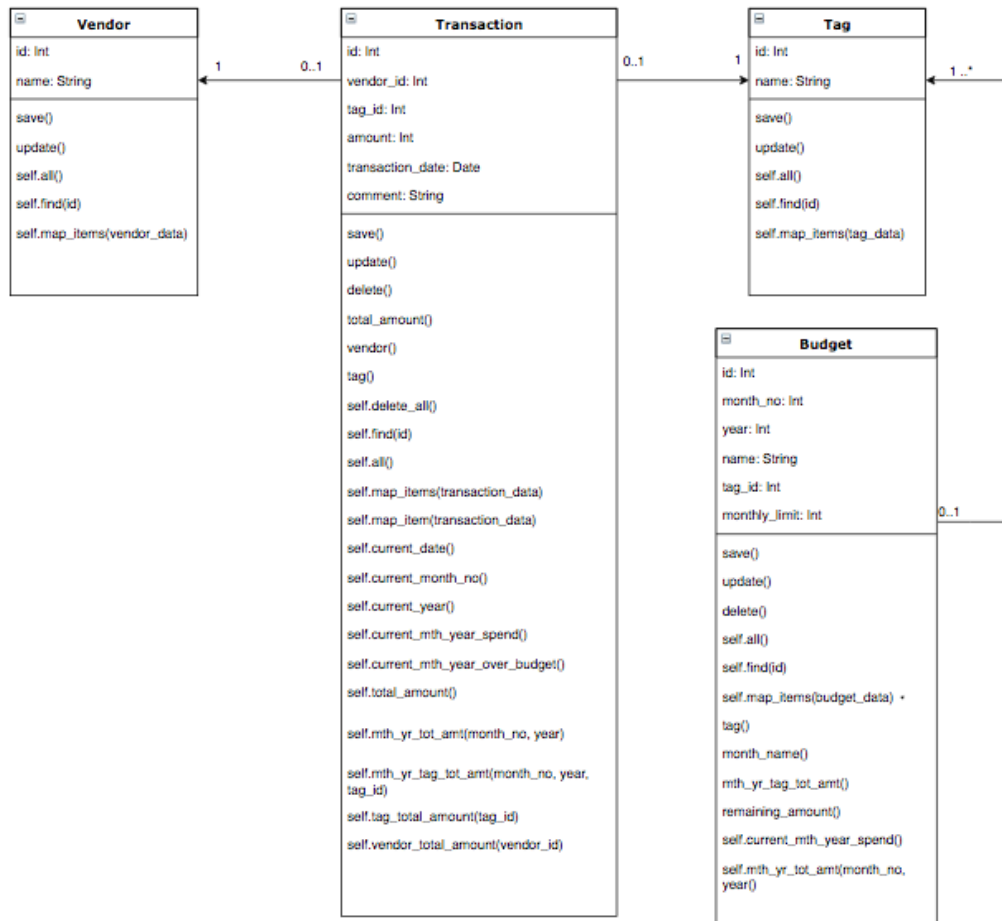 Vendor
id: Int
name: String
save()
update()
self.all()
self.find(id)
self.map_items(vendor_data)
1
0..1
Transaction
id: Int
vendor_id: Int
tag_id: Int
amount: Int
transaction_date: Date
comment: String
save()
update()
delete()
total_amount()
vendor()
tag()
self.delete_all()
self.find(id)
self.all()
self.map_items(transaction_data)
self.map_item(transaction_data)
self.current_date()
self.current_month_no()
self.current_year()
self.current_mth_year_spend()
self.current_mth_year_over_budget()
self.total_amount()
self.mth_yr_tot_amt(month_no, year)
self.mth_yr_tag_tot_amt(month_no, year,
tag_id)
self.tag_total_amount(tag_id)
self.vendor_total_amount(vendor_id)
0..1
1
Tag
id: Int
name: String
save()
update()
self.all()
self.find(id)
self.map_items(tag_data)
1 ..*
Budget
id: Int
month_no: Int
year: Int
name: String
tag_id: Int
monthly_limit: Int
save()
update()
delete()
self.all()
self.find(id)
self.map_items(budget_data)
tag()
month_name()
mth_yr_tag_tot_amt()
remaining_amount()
self.current_mth_year_spend()
self.mth_yr_tot_amt(month_no,
year()
0..1